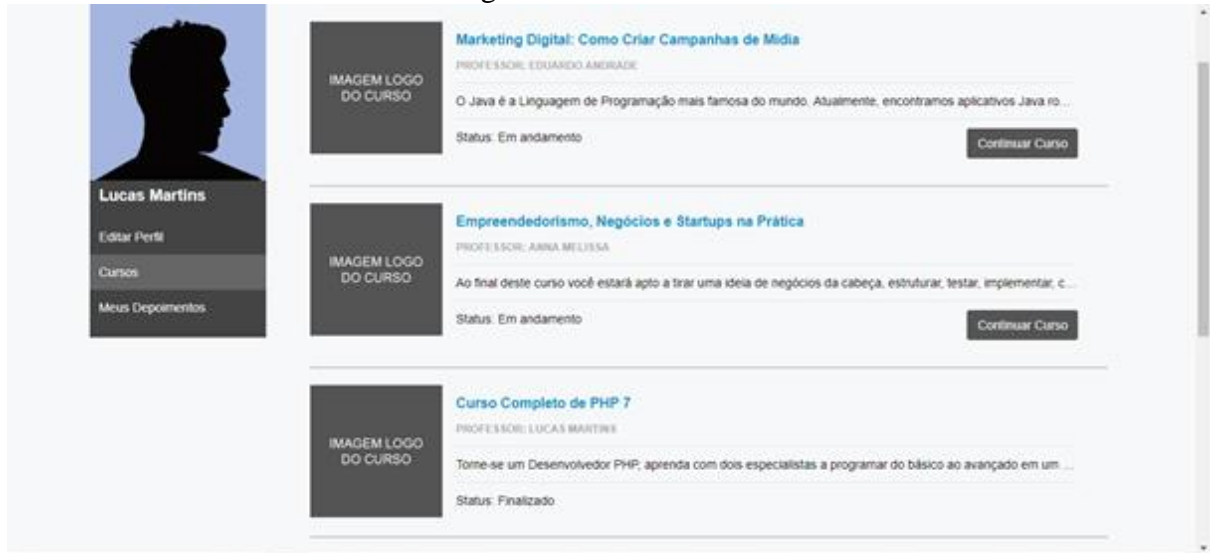 Lucas Martins
Editar Perfil
Cursos
Meus Depoimentos
IMAGEM LOGO
DO CURSO
Marketing Digital: Como Criar Campanhas de Mídia
PROFESSOR: EDUARDO ANDRADE
O Java é a Linguagem de Programação mais famosa do mundo. Atualmente, encontramos aplicativos Java ro...
Status: Em andamento
Continuar Curso
IMAGEM LOGO
DO CURSO
Empreendedorismo, Negócios e Startups na Prática
PROFESSOR: ANNA MELISSA
Ao final deste curso você estará apto a tirar uma ideia de negócios da cabeça, estruturar, testar, implementar, c...
Status: Em andamento
Continuar Curso
IMAGEM LOGO
DO CURSO
Curso Completo de PHP 7
PROFESSOR: LUCAS MARTINS
Torne-se um Desenvolvedor PHP, aprenda com dois especialistas a programar do básico ao avançado em um ...
Status: Finalizado